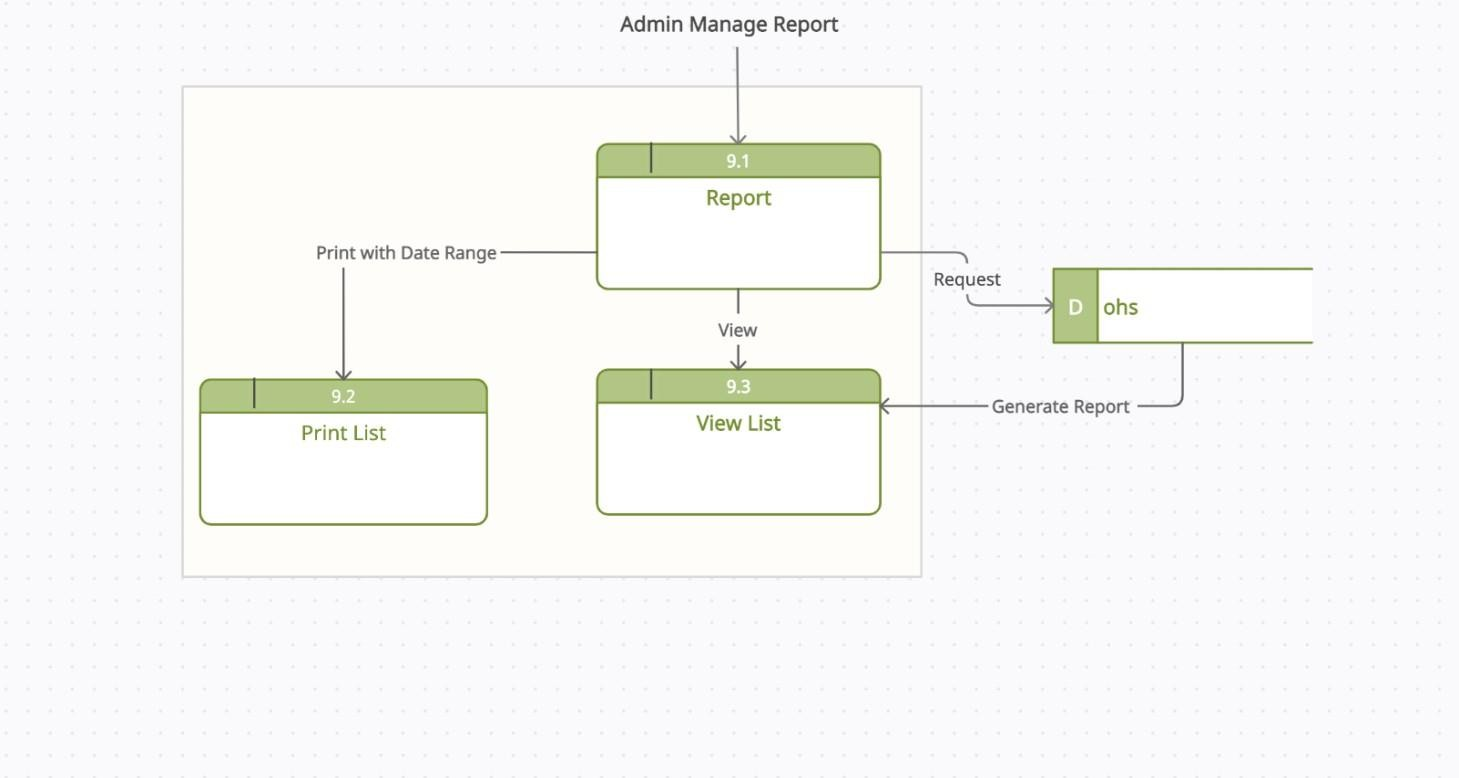 Admin Manage Report
9.1
Report
Print with Date Range
Request
D ohs
View
9.2
Print List
9.3
View List
Generate Report